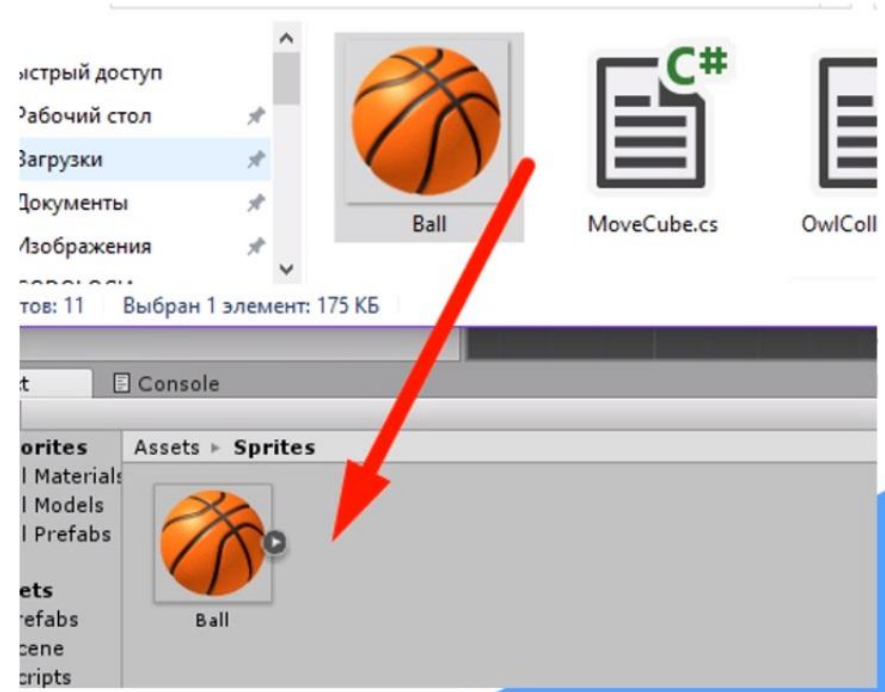 ыстрый доступ
Рабочий стол
Загрузки
Документы
Изображения
Ball
MoveCube.cs
OwlColl
тов: 11 Выбран 1 элемент: 175 КБ
ct
Console
orites
l Materials
l Models
l Prefabs
ets
refabs
cene
cripts
Assets ▸ Sprites
Ball
C#